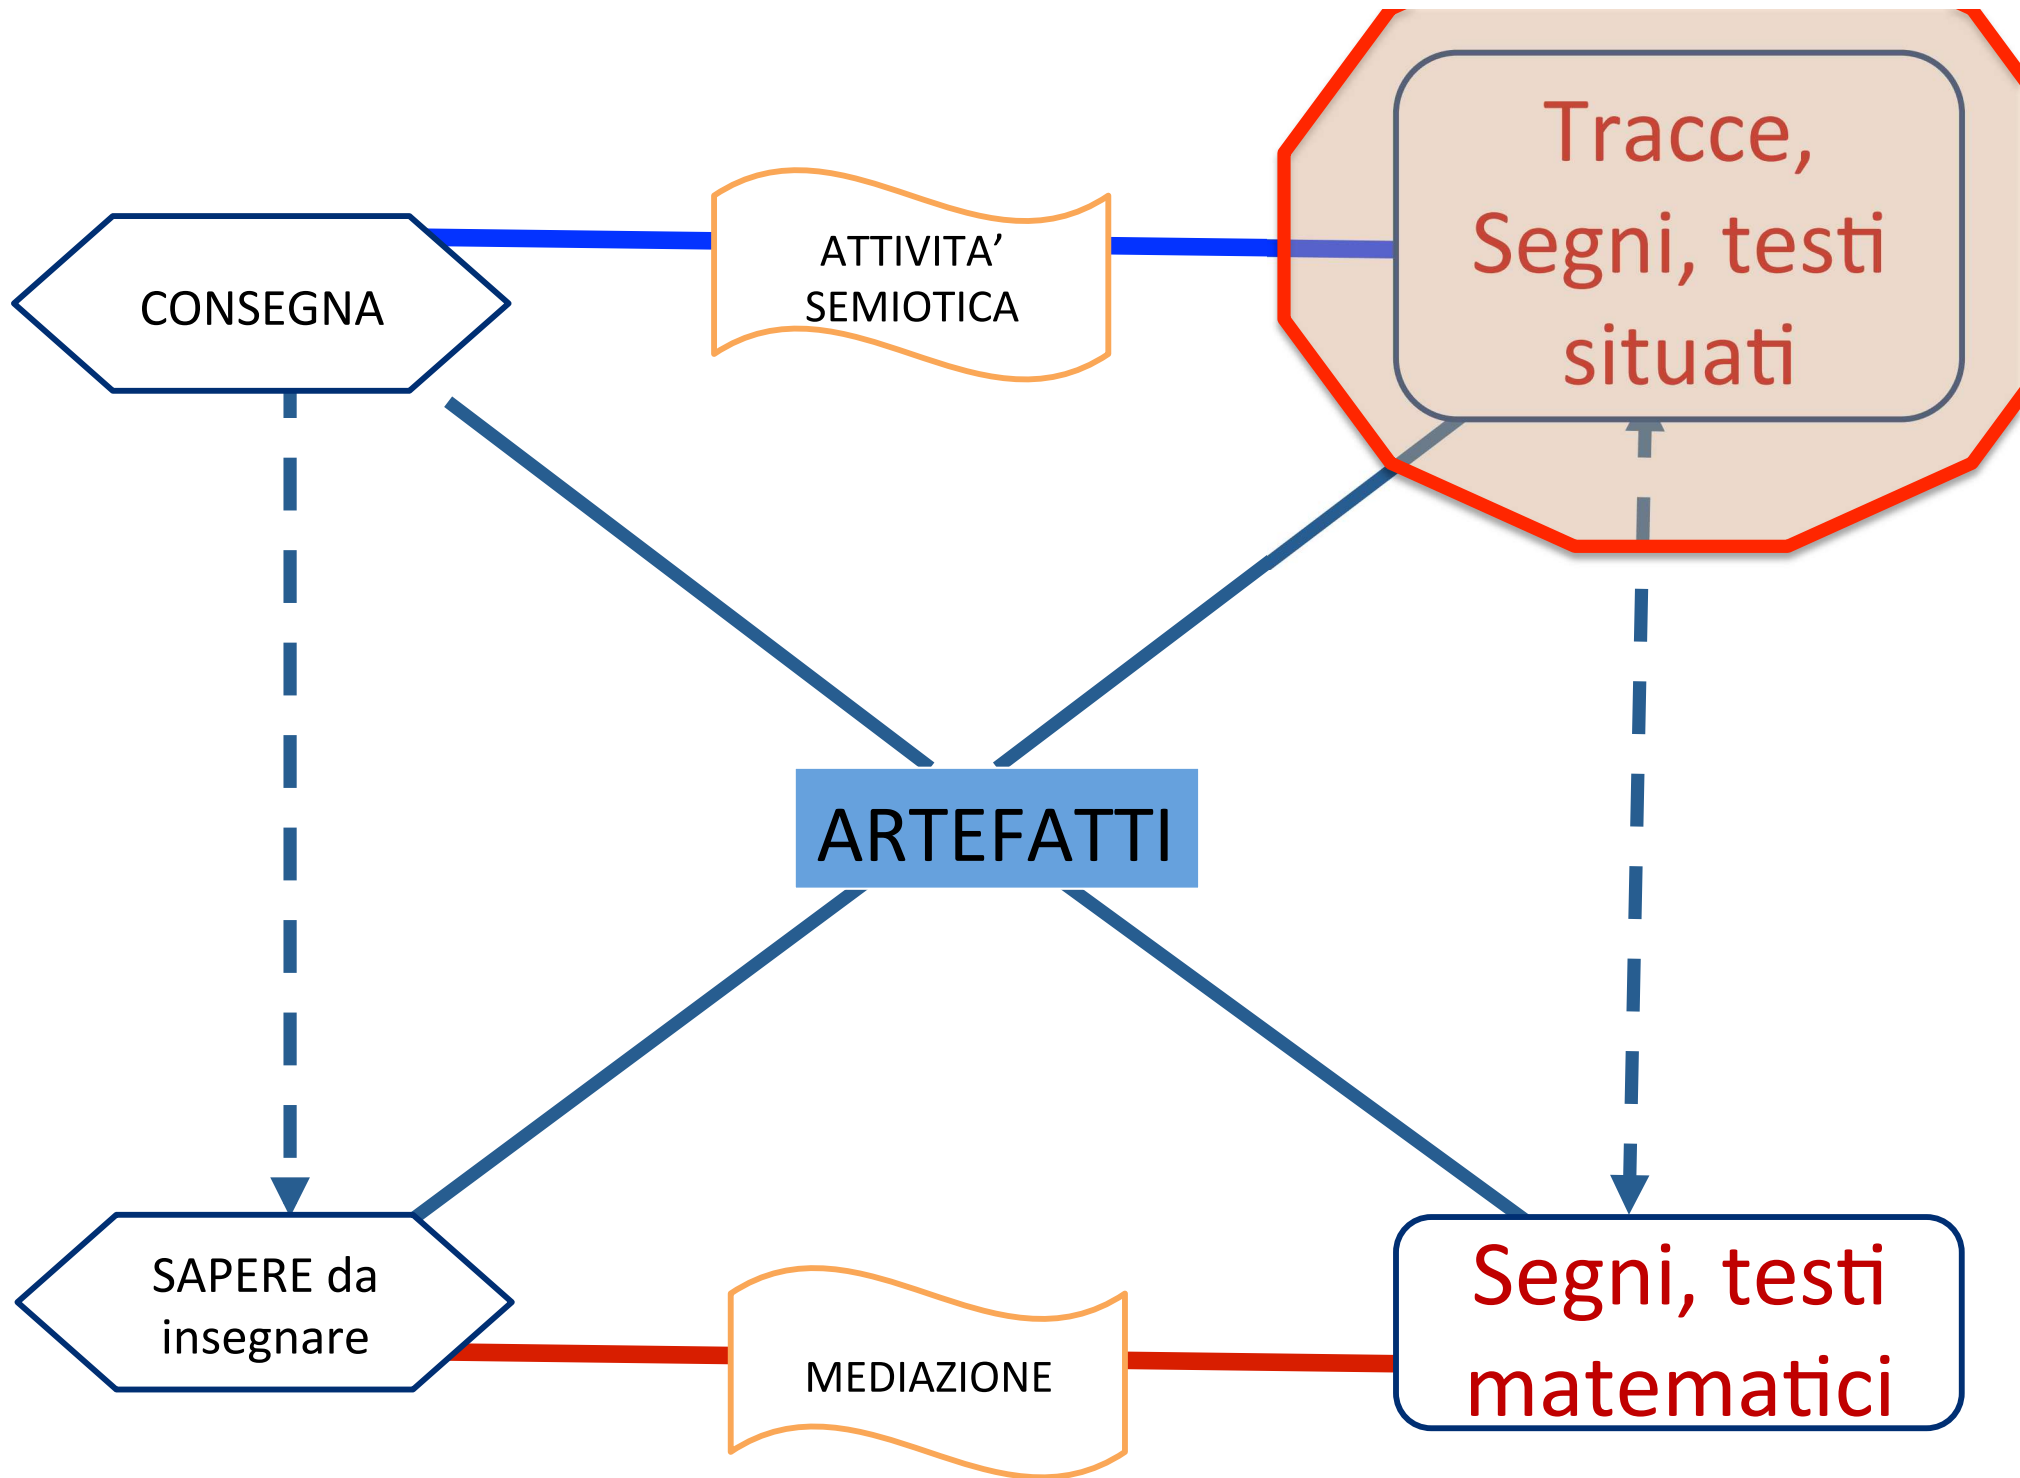 Tracce,
Segni, testi
situati
ATTIVITA’
SEMIOTICA
CONSEGNA
ARTEFATTI
SAPERE da
insegnare
MEDIAZIONE
Segni, testi
matematici